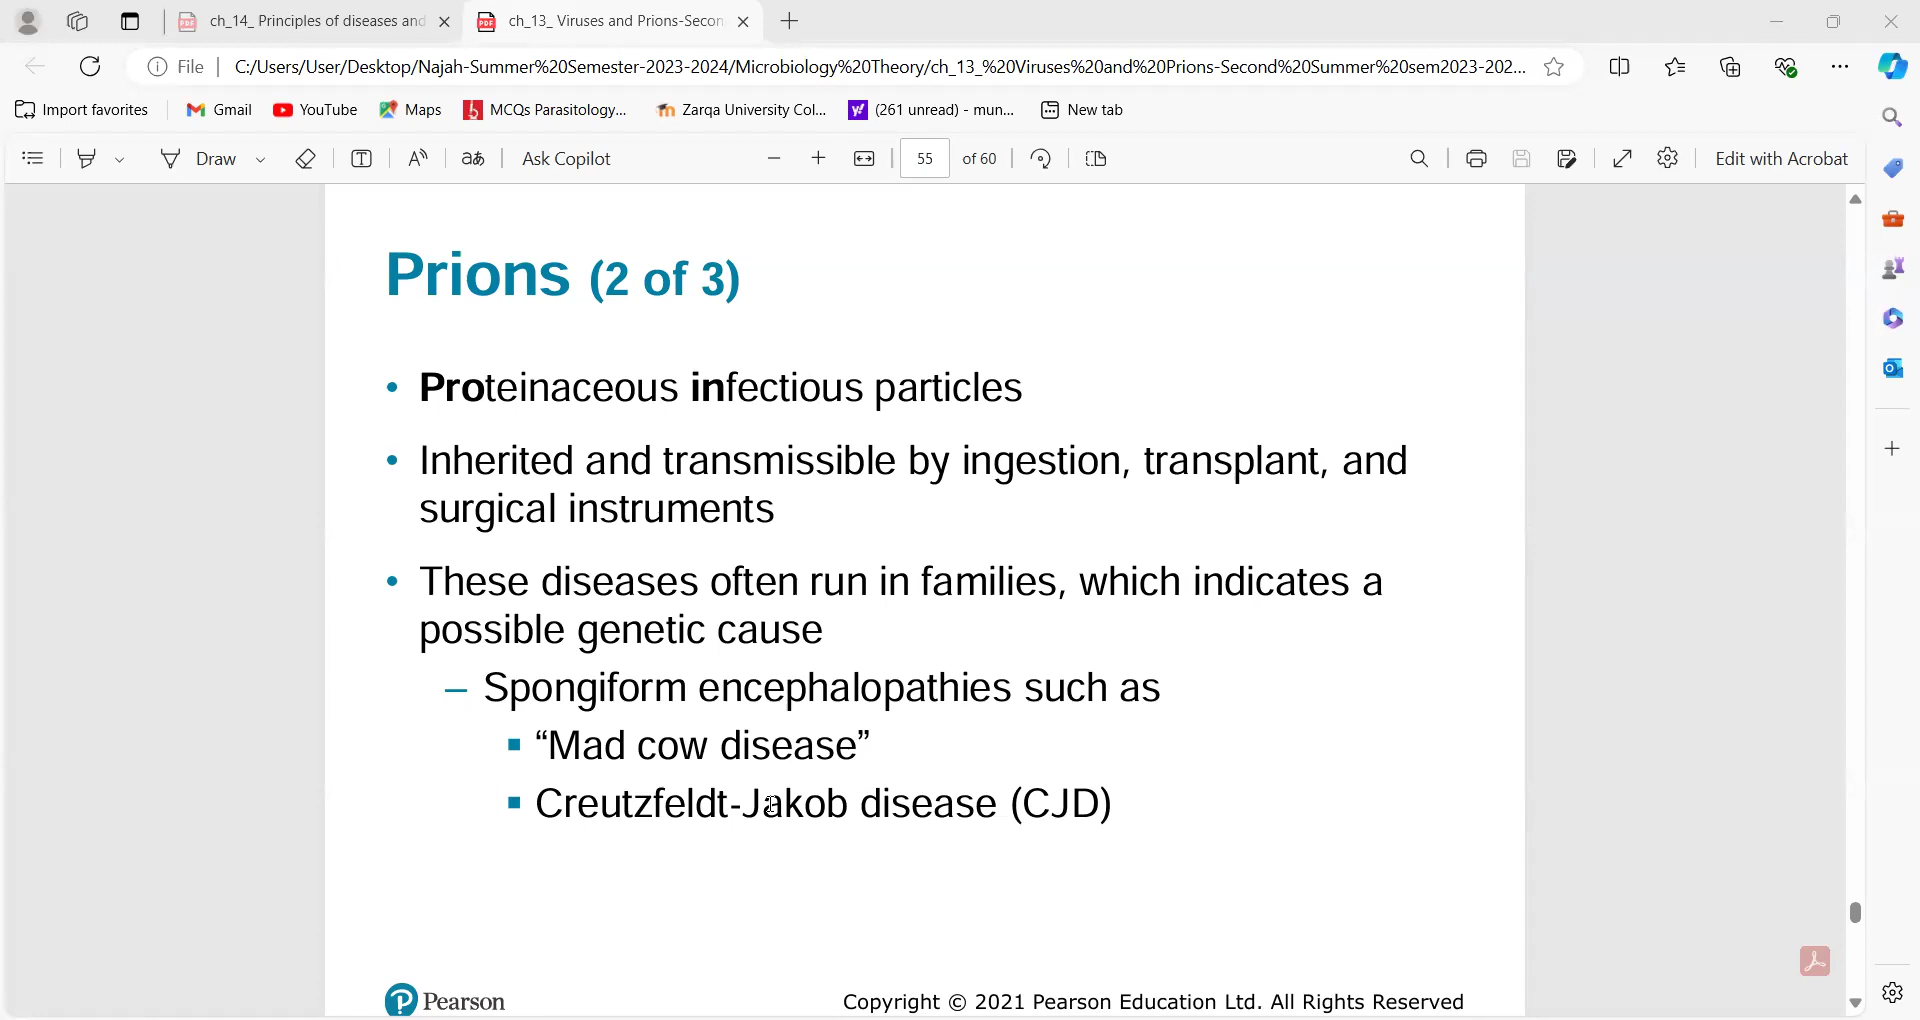 ch_14_ Principles of diseases and
ch_13_ Viruses and Prions-Secon
File
C:/Users/User/Desktop/Najah-Summer%20Semester-2023-2024/Microbiology%20Theory/ch_13_%20Viruses%20and%20Prions-Second%20Summer%20sem2023-202...
Import favorites
Gmail
YouTube
Maps
MCQs Parasitology...
Zarqa University Col...
(261 unread) - mun...
New tab
Draw
Ask Copilot
55 of 60
Edit with Acrobat
Prions (2 of 3)
• Proteinaceous infectious particles
• Inherited and transmissible by ingestion, transplant, and
surgical instruments
• These diseases often run in families, which indicates a
possible genetic cause
– Spongiform encephalopathies such as
▪ “Mad cow disease”
▪ Creutzfeldt-Jakob disease (CJD)
Pearson
Copyright © 2021 Pearson Education Ltd. All Rights Reserved